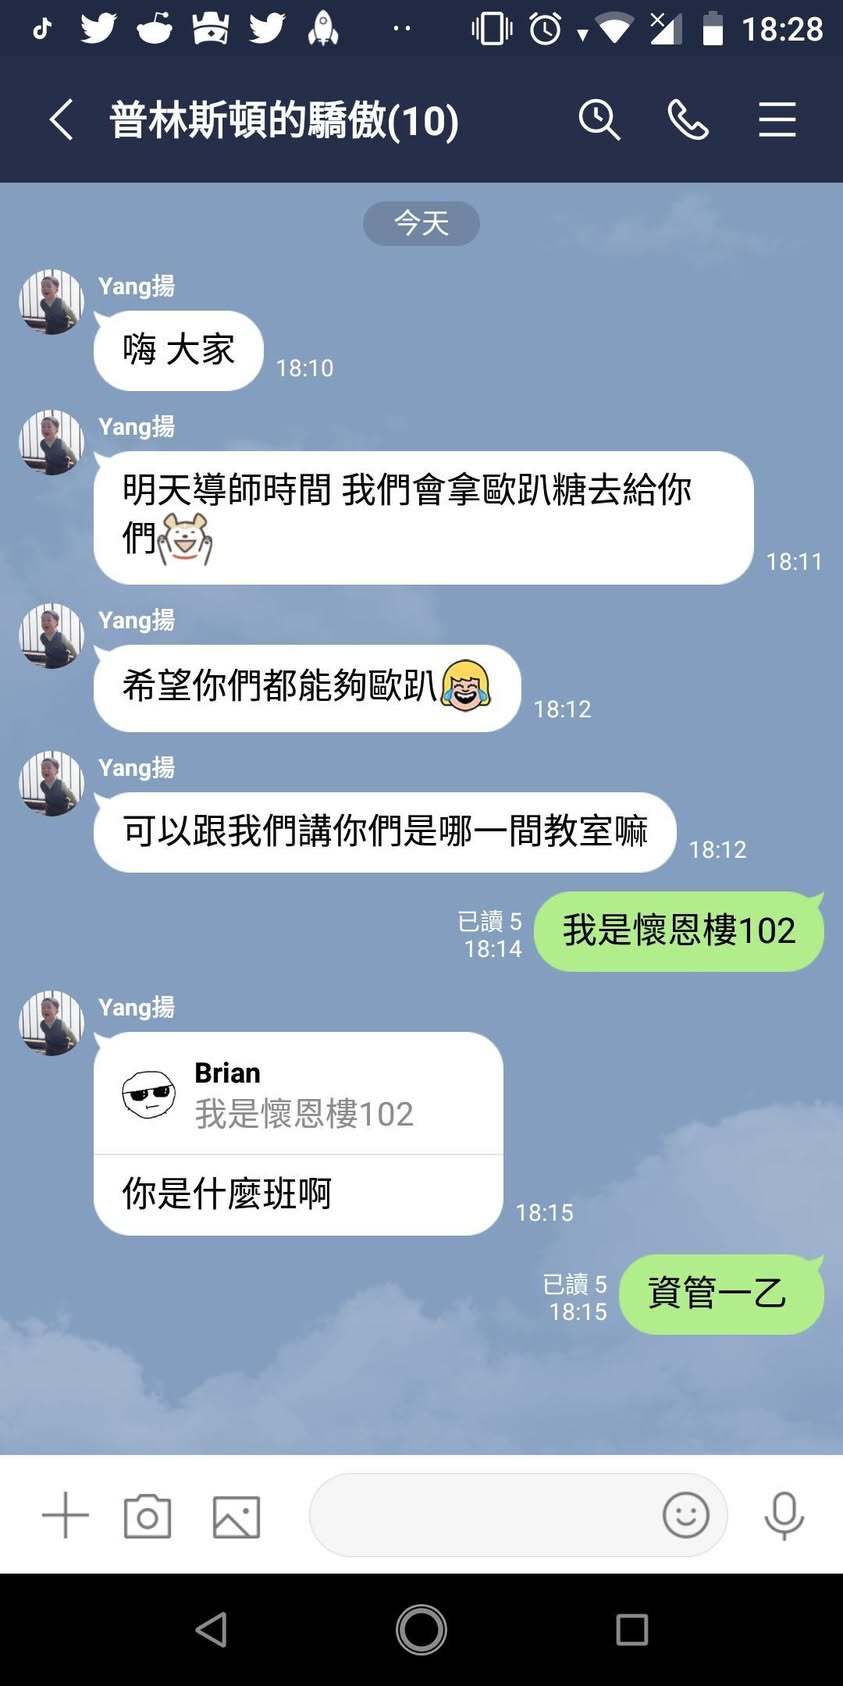 18:28
普林斯頓的驕傲(10)
今天
Yang揚
嗨 大家
18:10
Yang揚
明天導師時間 我們會拿歐趴糖去給你
們
18:11
Yang揚
希望你們都能夠歐趴
18:12
Yang揚
可以跟我們講你們是哪一間教室嘛
18:12
已讀 5
18:14
我是懷恩樓102
Yang揚
Brian
我是懷恩樓102
你是什麼班啊
18:15
已讀 5
18:15
資管一乙